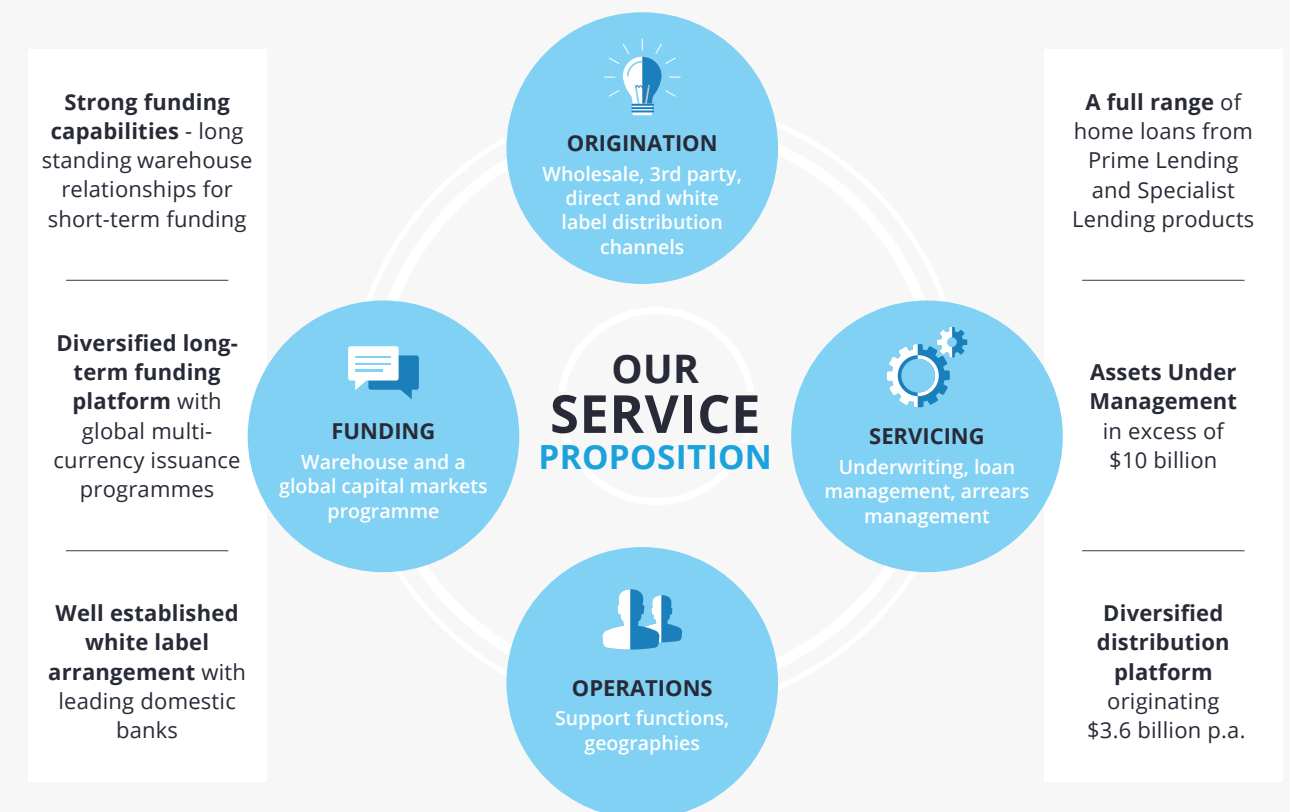 Strong funding
capabilities - long
standing warehouse
relationships for
short-term funding
Diversified long-
term funding
platform with
global multi-
currency issuance
programmes
Well established
white label
arrangement with
leading domestic
banks
ORIGINATION
Wholesale, 3rd party,
direct and white
label distribution
channels
FUNDING
Warehouse and a
global capital markets
programme
OUR
SERVICE
PROPOSITION
SERVICING
Underwriting, loan
management, arrears
management
OPERATIONS
Support functions,
geographies
A full range of
home loans from
Prime Lending
and Specialist
Lending products
Assets Under
Management
in excess of
$10 billion
Diversified
distribution
platform
originating
$3.6 billion p.a.